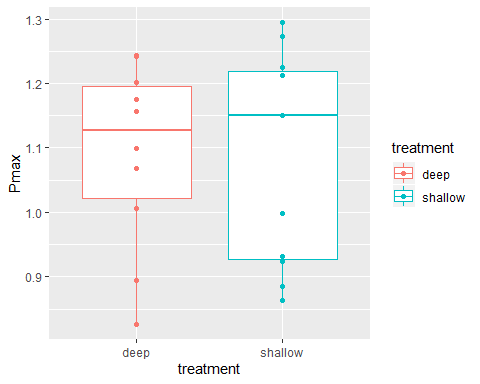 1.3
1.2
1.1
1.0
0.9
Pmax
deep
shallow
treatment
treatment
deep
shallow